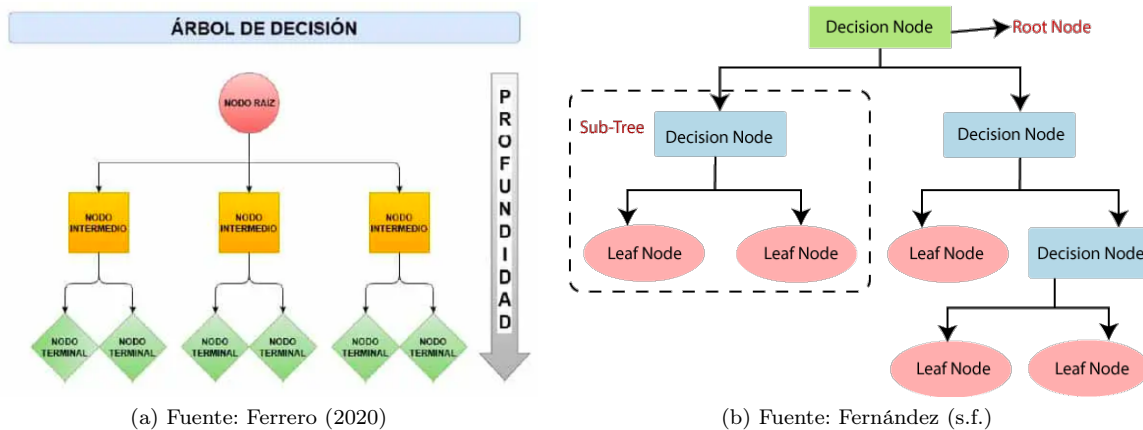 ÁRBOL DE DECISIÓN
NODO RAÍZ
PROFUNDIDAD
NODO
INTERMEDIO
NODO
INTERMEDIO
NODO
INTERMEDIO
NODO
TERMINAL
NODO
TERMINAL
NODO
TERMINAL
NODO
TERMINAL
NODO
TERMINAL
NODO
TERMINAL
(a) Fuente: Ferrero (2020)
Decision Node
Root Node
Sub-Tree
Decision Node
Decision Node
Leaf Node
Leaf Node
Leaf Node
Decision Node
Leaf Node
Leaf Node
(b) Fuente: Fernández (s.f.)